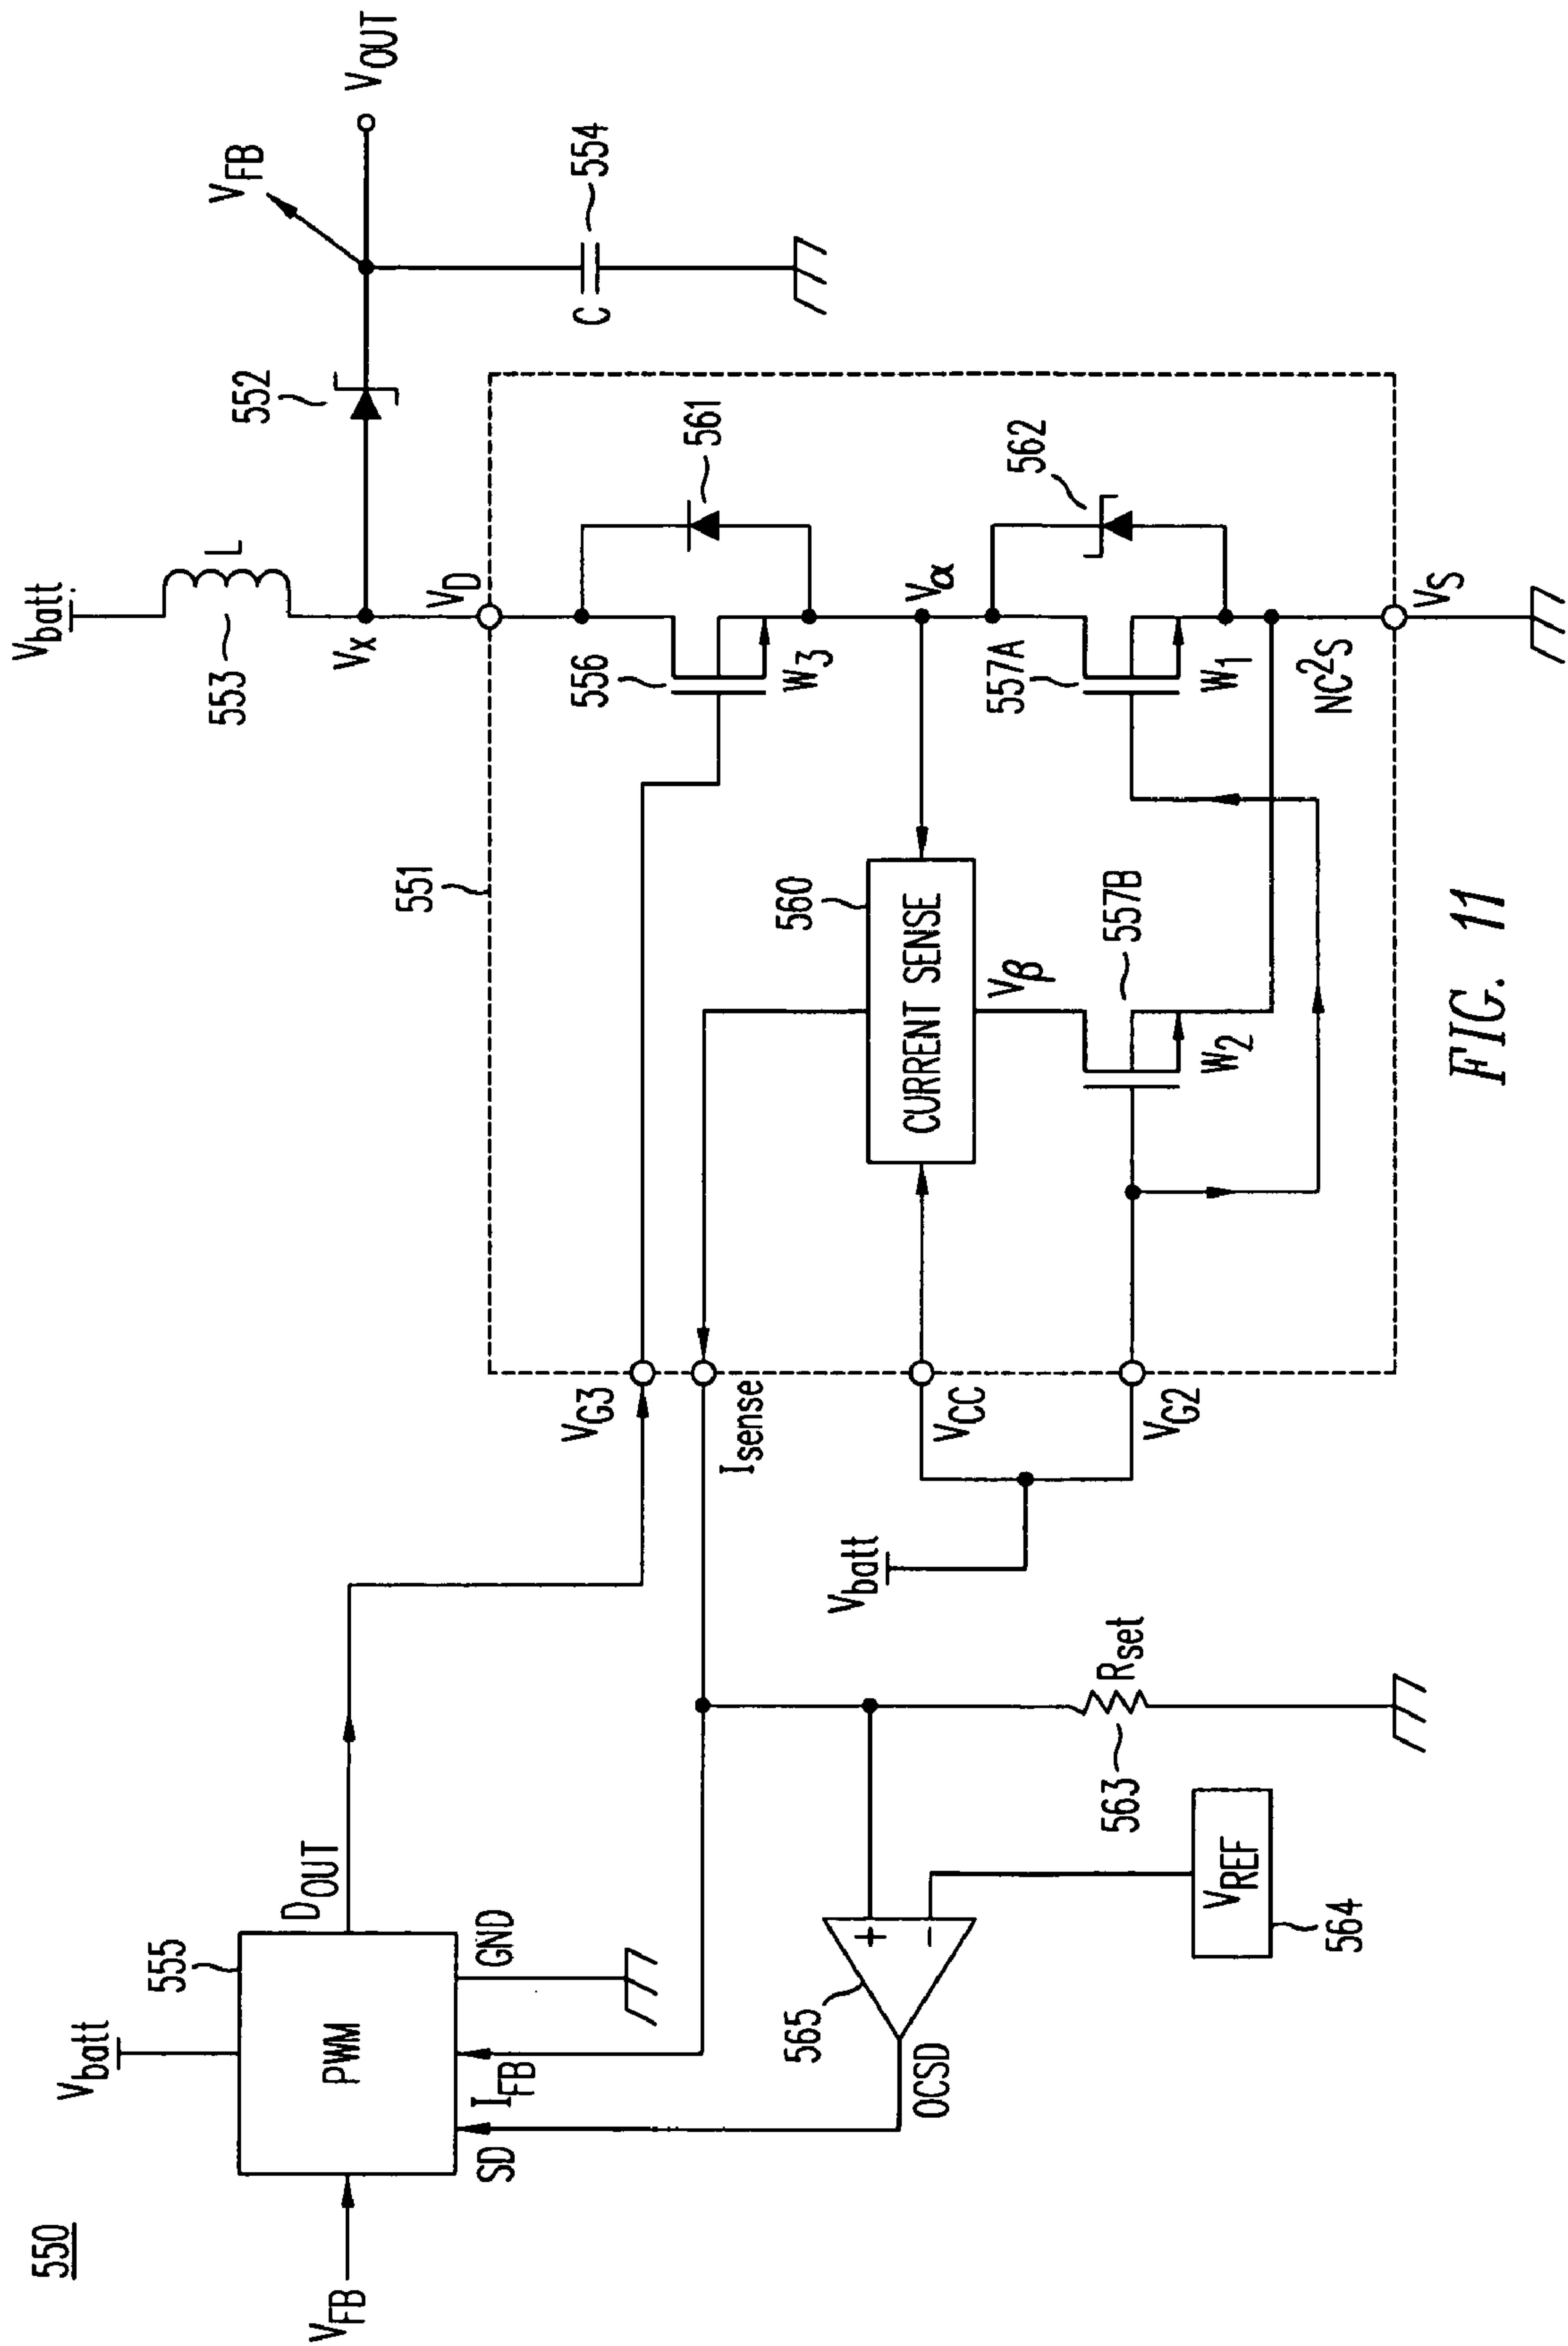 550
V_batt
L
553
V_X
V_D
552
V_FB
V_OUT
C
554
V_batt
555
D_OUT
PWM
V_FB
SD
I_FB
GND
551
V_G3
I_sense
556
W_3
561
V_α
560
CURRENT SENSE
V_β
557A
562
W_1
557B
W_2
NC²S
V_S
V_CC
V_G2
V_batt
R_set
563
565
+
−
OCSD
V_REF
564
FIG. 11